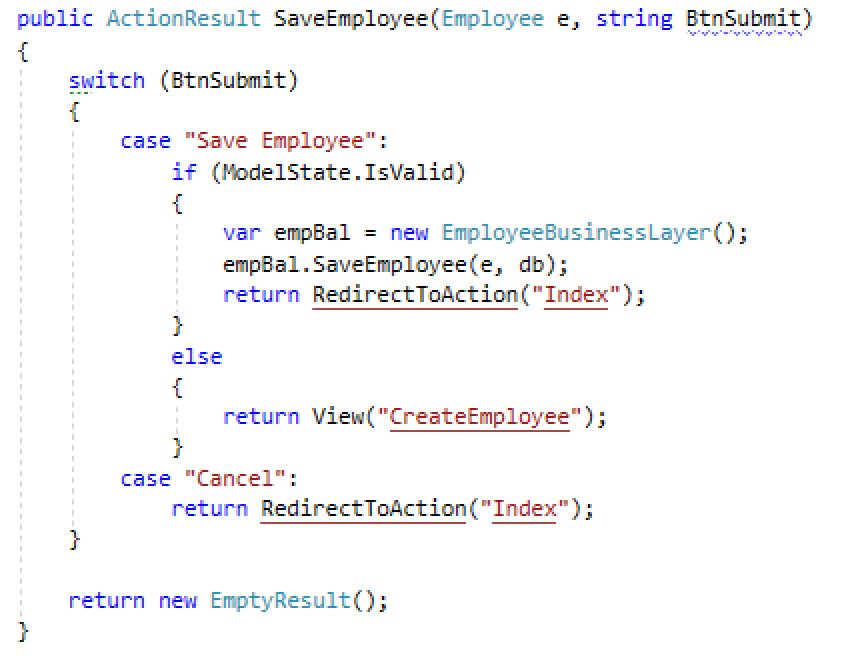 public ActionResult SaveEmployee(Employee e, string BtnSubmit)
{
    switch (BtnSubmit)
    {
        case "Save Employee":
            if (ModelState.IsValid)
            {
                var empBal = new EmployeeBusinessLayer();
                empBal.SaveEmployee(e, db);
                return RedirectToAction("Index");
            }
            else
            {
                return View("CreateEmployee");
            }
        case "Cancel":
            return RedirectToAction("Index");
    }

    return new EmptyResult();
}